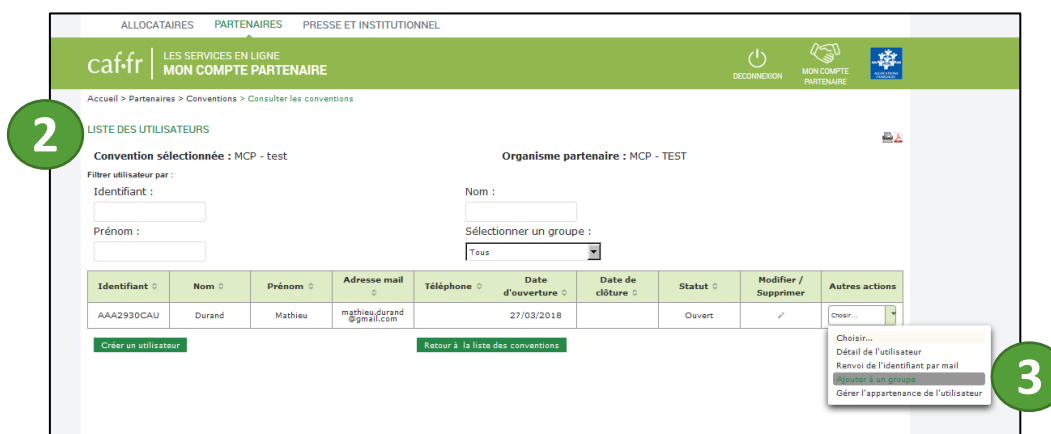 ALLOCATAIRES PARTENAIRES PRESSE ET INSTITUTIONNEL
caf.fr LES SERVICES EN LIGNE
MON COMPTE PARTENAIRE
DECONNEXION
MON COMPTE
PARTENAIRE
ALLOCATIONS
FAMILIALES
Accueil > Partenaires > Conventions > Consulter les conventions
2
LISTE DES UTILISATEURS
Convention sélectionnée : MCP - test Organisme partenaire : MCP - TEST
Filtrer utilisateur par :
Identifiant : Nom :
Prénom : Sélectionner un groupe :
Tous
Identifiant Nom Prénom Adresse mail Téléphone Date d'ouverture Date de clôture Statut Modifier / Supprimer Autres actions
AAA2930CAU Durand Mathieu mathieu.durand@gmail.com 27/03/2018 Ouvert Choisir...
Créer un utilisateur Retour à la liste des conventions
Choisir...
Détail de l'utilisateur
Renvoi de l'identifiant par mail
Ajouter à un groupe
Gérer l'appartenance de l'utilisateur
3